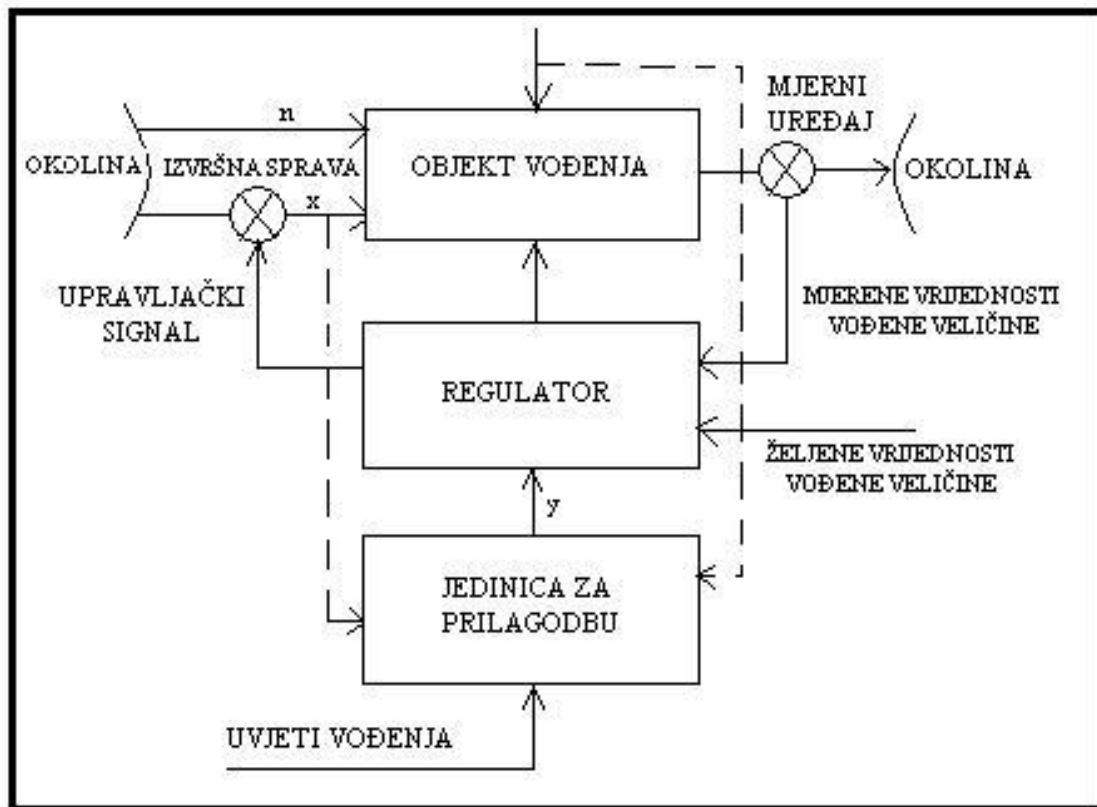 MJERNI
UREĐAJ
n
OKOLINA
IZVRŠNA SPRAVA
OBJEKT VOĐENJA
OKOLINA
x
UPRAVLJAČKI
SIGNAL
MJERENE VRIJEDNOSTI
VOĐENE VELIČINE
REGULATOR
ŽELJENE VRIJEDNOSTI
VOĐENE VELIČINE
y
JEDINICA ZA
PRILAGODBU
UVJETI VOĐENJA